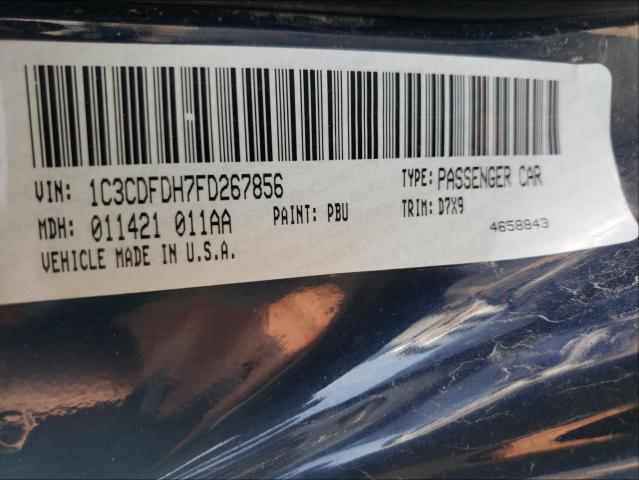 VIN: 1C3CDFDH7FD267856 TYPE: PASSENGER CAR
MDH: 011421 011AA PAINT: PBU TRIM: D7X9
VEHICLE MADE IN U.S.A. 4658843